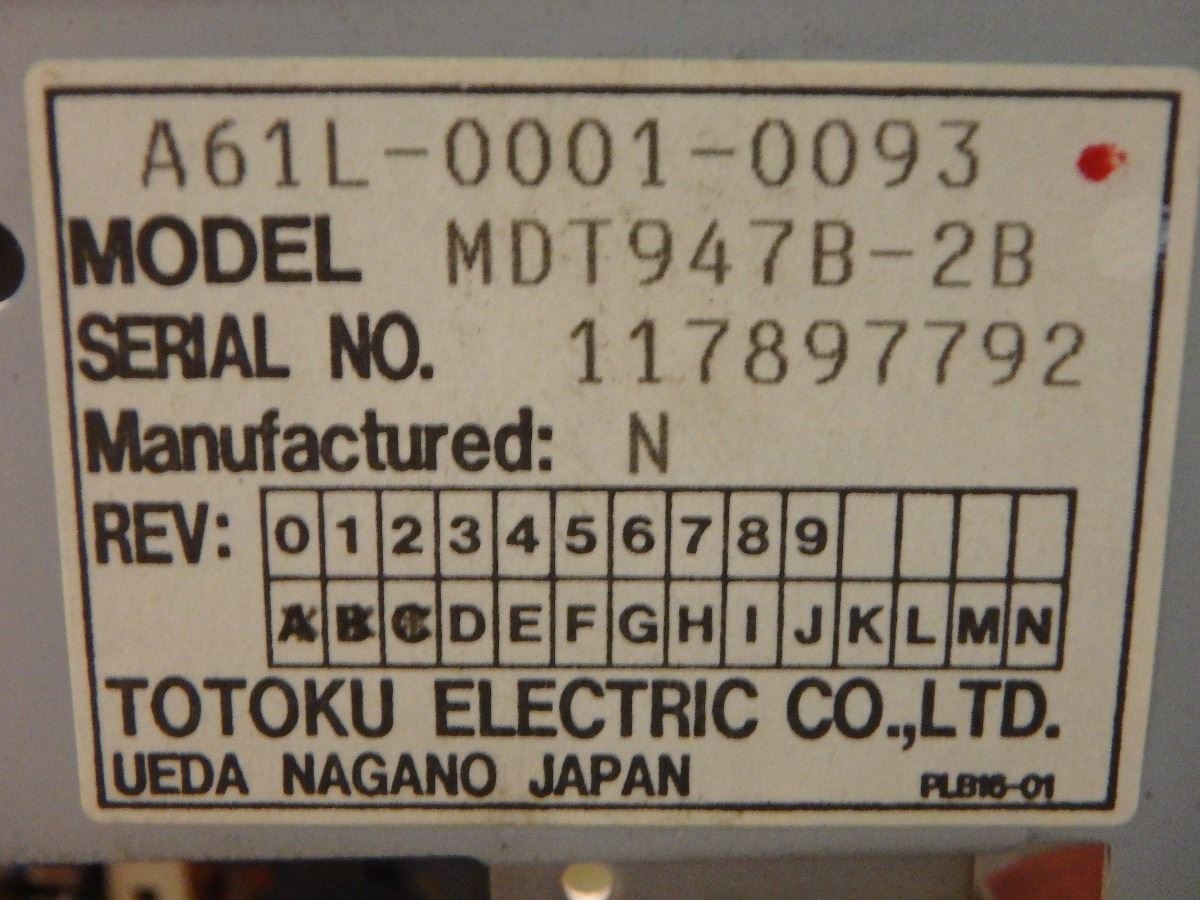 A61L-0001-0093
MODEL MDT947B-2B
SERIAL NO. 117897792
Manufactured: N
REV: 0 1 2 3 4 5 6 7 8 9
A B C D E F G H I J K L M N
TOTOKU ELECTRIC CO.,LTD.
UEDA NAGANO JAPAN PLB16-01